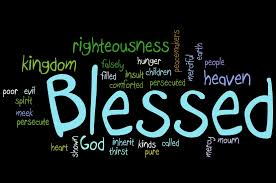 righteousness
peacemakers
earth
kingdom
falsely
hunger
merciful
people
filled
insult
children
heaven
comforted
persecuted
poor
evil
spirit
meek
persecute
Blessed
heart
shown
God
inherit
kinds
called
thirst
pure
mercy
mourn